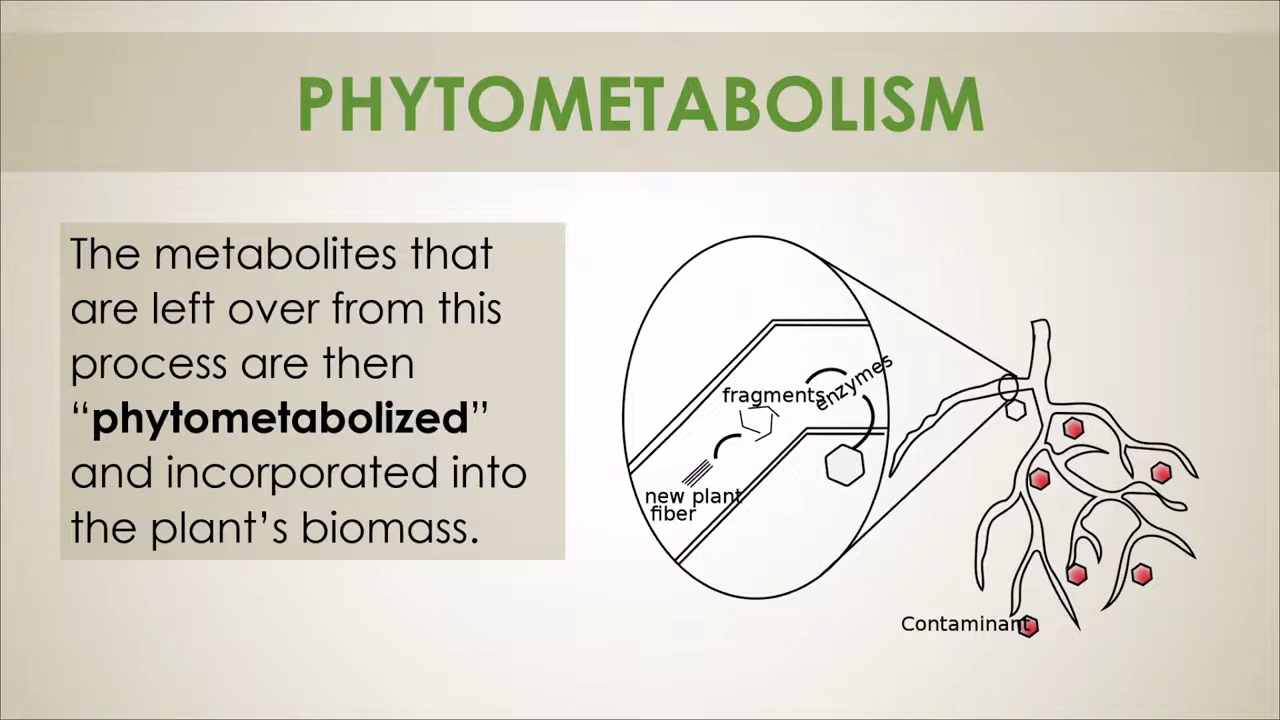 PHYTOMETABOLISM
The metabolites that
are left over from this
process are then
“phytometabolized”
and incorporated into
the plant’s biomass.
enzymes
fragments
new plant
fiber
Contaminant